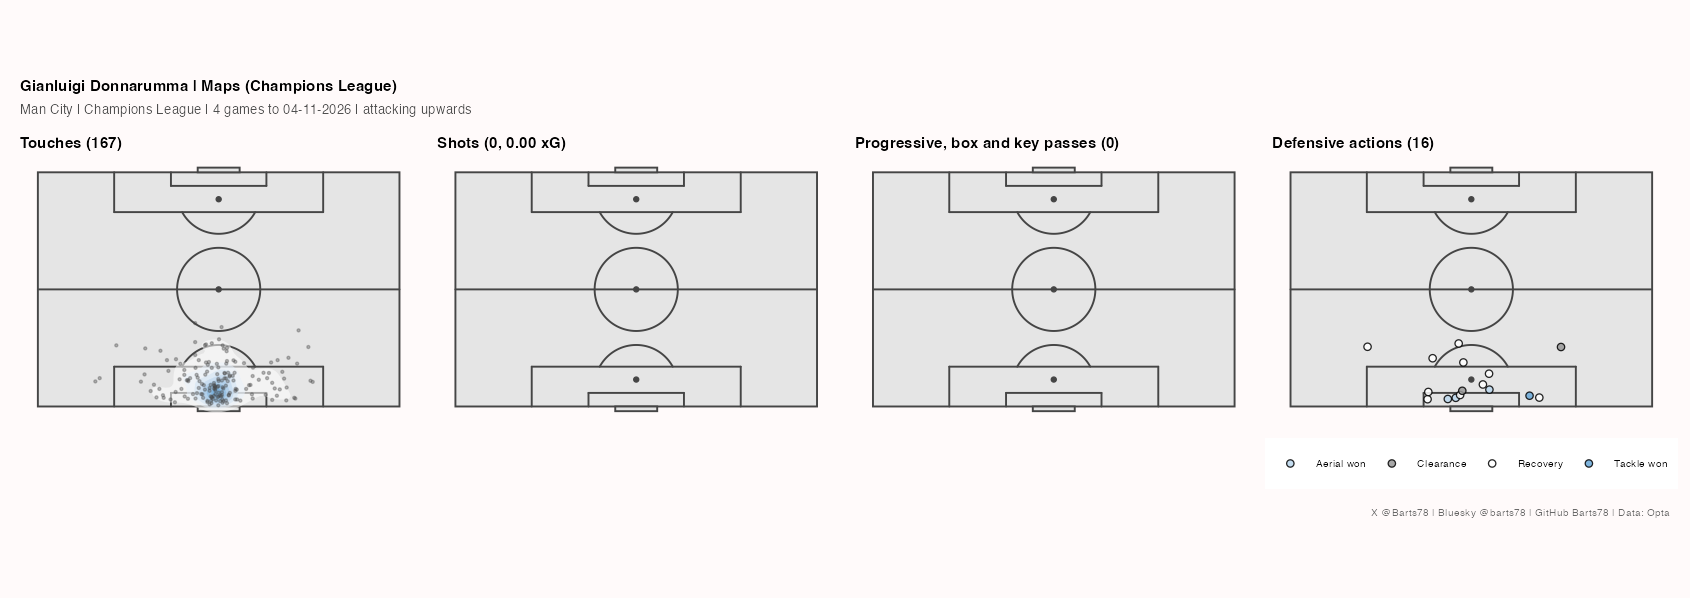 Gianluigi Donnarumma | Maps (Champions League)
Man City | Champions League | 4 games to 04-11-2026 | attacking upwards
Touches (167)
Shots (0, 0.00 xG)
Progressive, box and key passes (0)
Defensive actions (16)
Aerial won
Clearance
Recovery
Tackle won
X @Barts78 | Bluesky @barts78 | GitHub Barts78 | Data: Opta